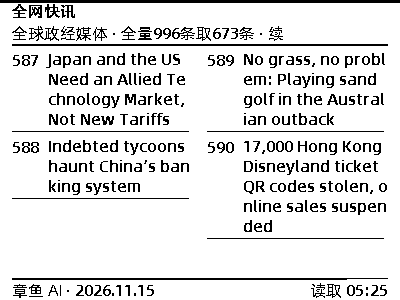 全网快讯
全球政经媒体 · 全量996条取673条 · 续
587 Japan and the US
Need an Allied Te
chnology Market,
Not New Tariffs
588 Indebted tycoons
haunt China’s ban
king system
589 No grass, no probl
em: Playing sand
golf in the Austral
ian outback
590 17,000 Hong Kong
Disneyland ticket
QR codes stolen, o
nline sales suspen
ded
章鱼 AI · 2026.11.15
读取 05:25